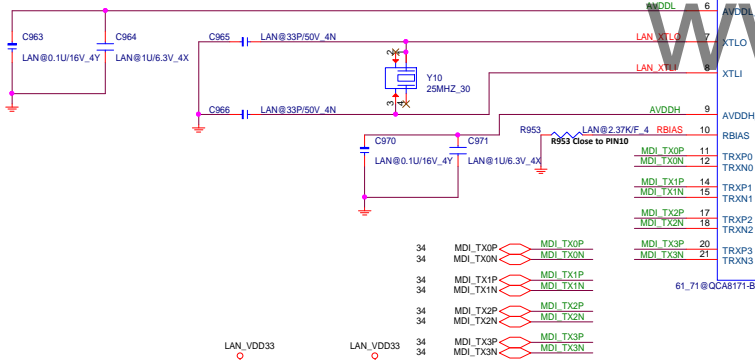 AVDDL 6 AVDDL
C963 C964 C965 LAN@33P/50V_4N LAN_XTLO 7 XTLO
LAN@0.1U/16V_4Y LAN@1U/6.3V_4X
2
Y10
25MHZ_30
LAN_XTLI 8 XTLI
3 4
C966 LAN@33P/50V_4N
AVDDH 9 AVDDH
C970 C971
LAN@0.1U/16V_4Y LAN@1U/6.3V_4X
R953 LAN@2.37K/F_4 RBIAS 10 RBIAS
R953 Close to PIN10
MDI_TX0P 11 TRXP0
MDI_TX0N 12 TRXN0
MDI_TX1P 14 TRXP1
MDI_TX1N 15 TRXN1
MDI_TX2P 17 TRXP2
MDI_TX2N 18 TRXN2
MDI_TX3P 20 TRXP3
MDI_TX3N 21 TRXN3
61_71@QCA8171-B
34 MDI_TX0P MDI_TX0P
34 MDI_TX0N MDI_TX0N
34 MDI_TX1P MDI_TX1P
34 MDI_TX1N MDI_TX1N
34 MDI_TX2P MDI_TX2P
34 MDI_TX2N MDI_TX2N
34 MDI_TX3P MDI_TX3P
34 MDI_TX3N MDI_TX3N
LAN_VDD33 LAN_VDD33